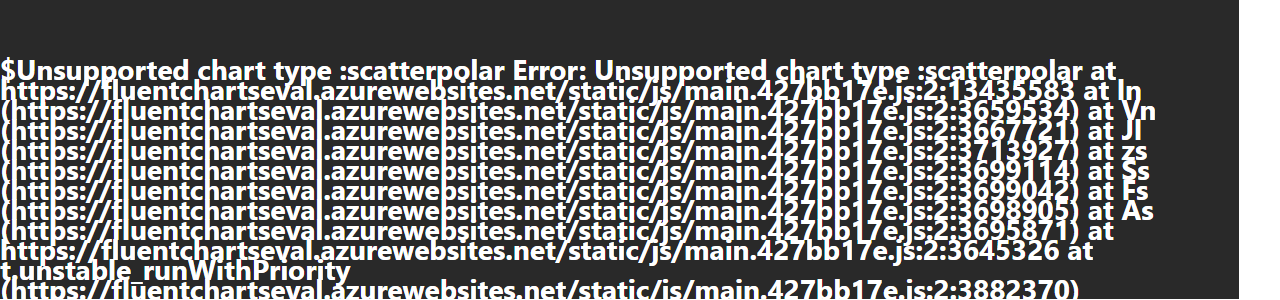 $Unsupported chart type :scatterpolar Error: Unsupported chart type :scatterpolar at
https://fluentchartseval.azurewebsites.net/static/js/main.427bb17e.js:2:13435583 at In
(https://fluentchartseval.azurewebsites.net/static/js/main.427bb17e.js:2:3659534) at Vn
(https://fluentchartseval.azurewebsites.net/static/js/main.427bb17e.js:2:3667721) at Jl
(https://fluentchartseval.azurewebsites.net/static/js/main.427bb17e.js:2:3713927) at zs
(https://fluentchartseval.azurewebsites.net/static/js/main.427bb17e.js:2:3699114) at Ss
(https://fluentchartseval.azurewebsites.net/static/js/main.427bb17e.js:2:3699042) at Fs
(https://fluentchartseval.azurewebsites.net/static/js/main.427bb17e.js:2:3698905) at As
(https://fluentchartseval.azurewebsites.net/static/js/main.427bb17e.js:2:3695871) at
https://fluentchartseval.azurewebsites.net/static/js/main.427bb17e.js:2:3645326 at
t.unstable_runWithPriority
(https://fluentchartseval.azurewebsites.net/static/js/main.427bb17e.js:2:3882370)